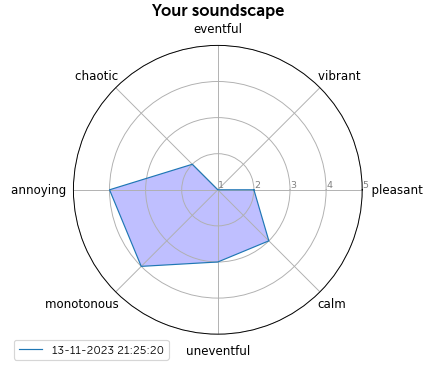 Your soundscape
eventful
chaotic
vibrant
annoying
1 2 3 4 5
pleasant
monotonous
calm
13-11-2023 21:25:20
uneventful